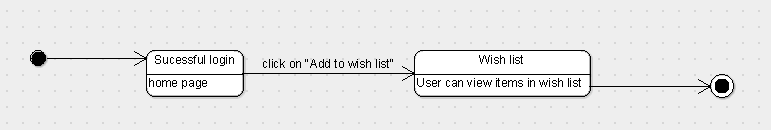 Sucessful login
home page
click on "Add to wish list"
Wish list
User can view items in wish list